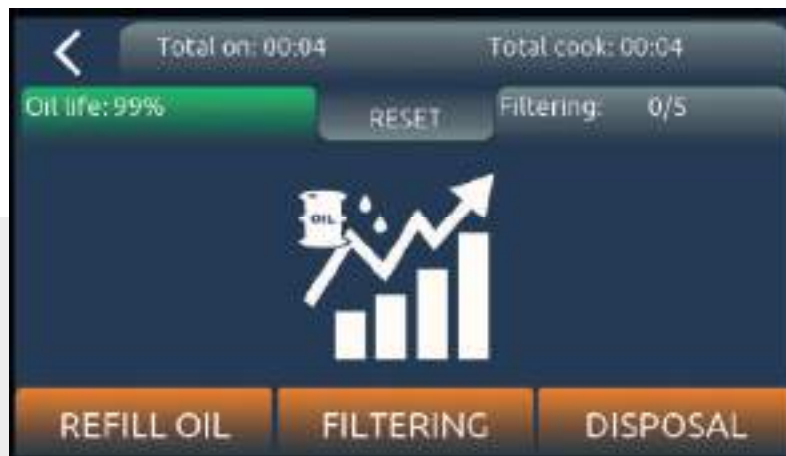 Total on: 00:04 Total cook: 00:04
Oil life: 99% RESET Filtering: 0/5
OIL
REFILL OIL FILTERING DISPOSAL